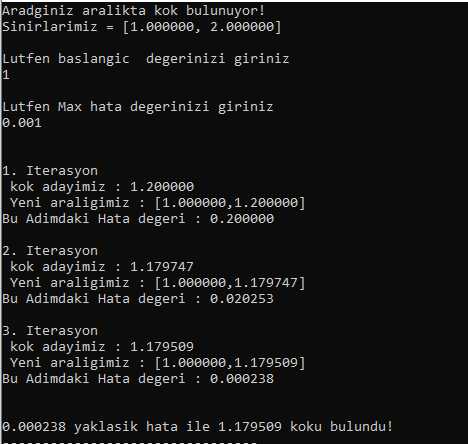 Aradginiz aralikta kok bulunuyor!
Sinirlarimiz = [1.000000, 2.000000]
Lutfen baslangic  degerinizi giriniz
1
Lutfen Max hata degerinizi giriniz
0.001
1. Iterasyon
kok adayimiz : 1.200000
Yeni araligimiz : [1.000000,1.200000]
Bu Adimdaki Hata degeri : 0.200000
2. Iterasyon
kok adayimiz : 1.179747
Yeni araligimiz : [1.000000,1.179747]
Bu Adimdaki Hata degeri : 0.020253
3. Iterasyon
kok adayimiz : 1.179509
Yeni araligimiz : [1.000000,1.179509]
Bu Adimdaki Hata degeri : 0.000238
0.000238 yaklasik hata ile 1.179509 koku bulundu!
--------------------------------